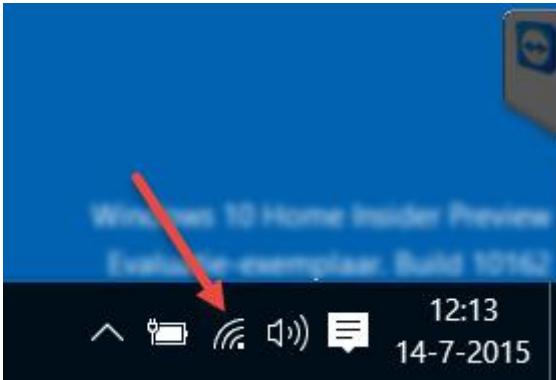 Windows 10 Home Insider Preview
Evaluatie-exemplaar. Build 10162
12:13
14-7-2015